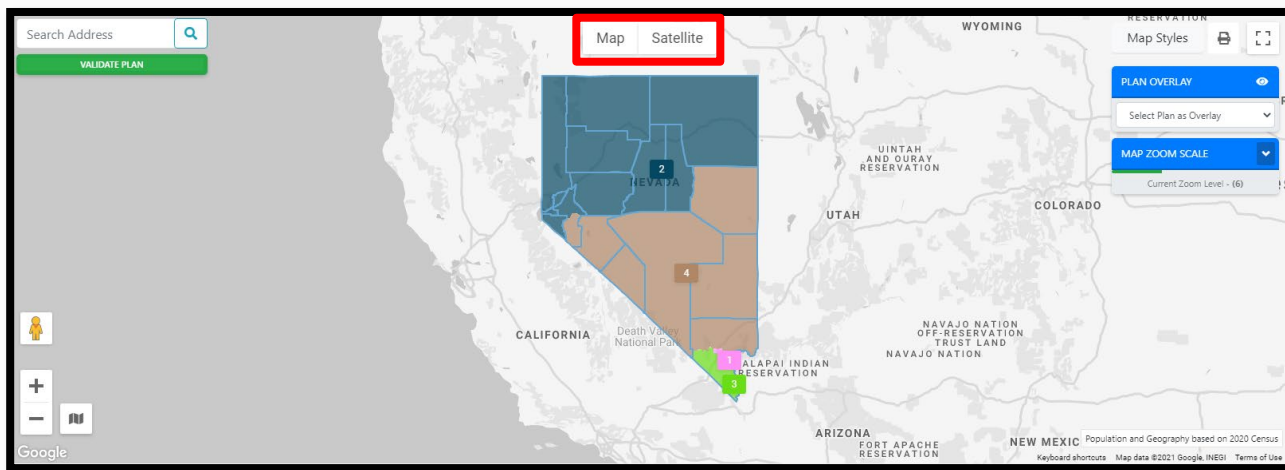 Search Address
VALIDATE PLAN
Map Satellite
WYOMING
RESERVATION
Map Styles
PLAN OVERLAY
Select Plan as Overlay
MAP ZOOM SCALE
Current Zoom Level - (6)
UINTAH
AND OURAY
RESERVATION
2
NEVADA
UTAH
COLORADO
4
CALIFORNIA
Death Valley
National Park
NAVAJO NATION
OFF-RESERVATION
TRUST LAND
NAVAJO NATION
1
ALAPAI INDIAN
RESERVATION
3
ARIZONA
FORT APACHE
RESERVATION
NEW MEXIC
Population and Geography based on 2020 Census
Google
Keyboard shortcuts Map data ©2021 Google, INEGI Terms of Use